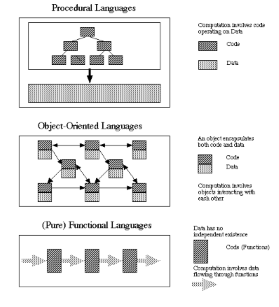 Procedural Languages
Computation involves code
operating on Data
Code
Data
Object-Oriented Languages
An object encapsulates
both code and data
Code
Data
Computation involves
objects interacting with
each other
(Pure) Functional Languages
Data has no
independent existence
Code (Functions)
Computation involves data
flowing through functions